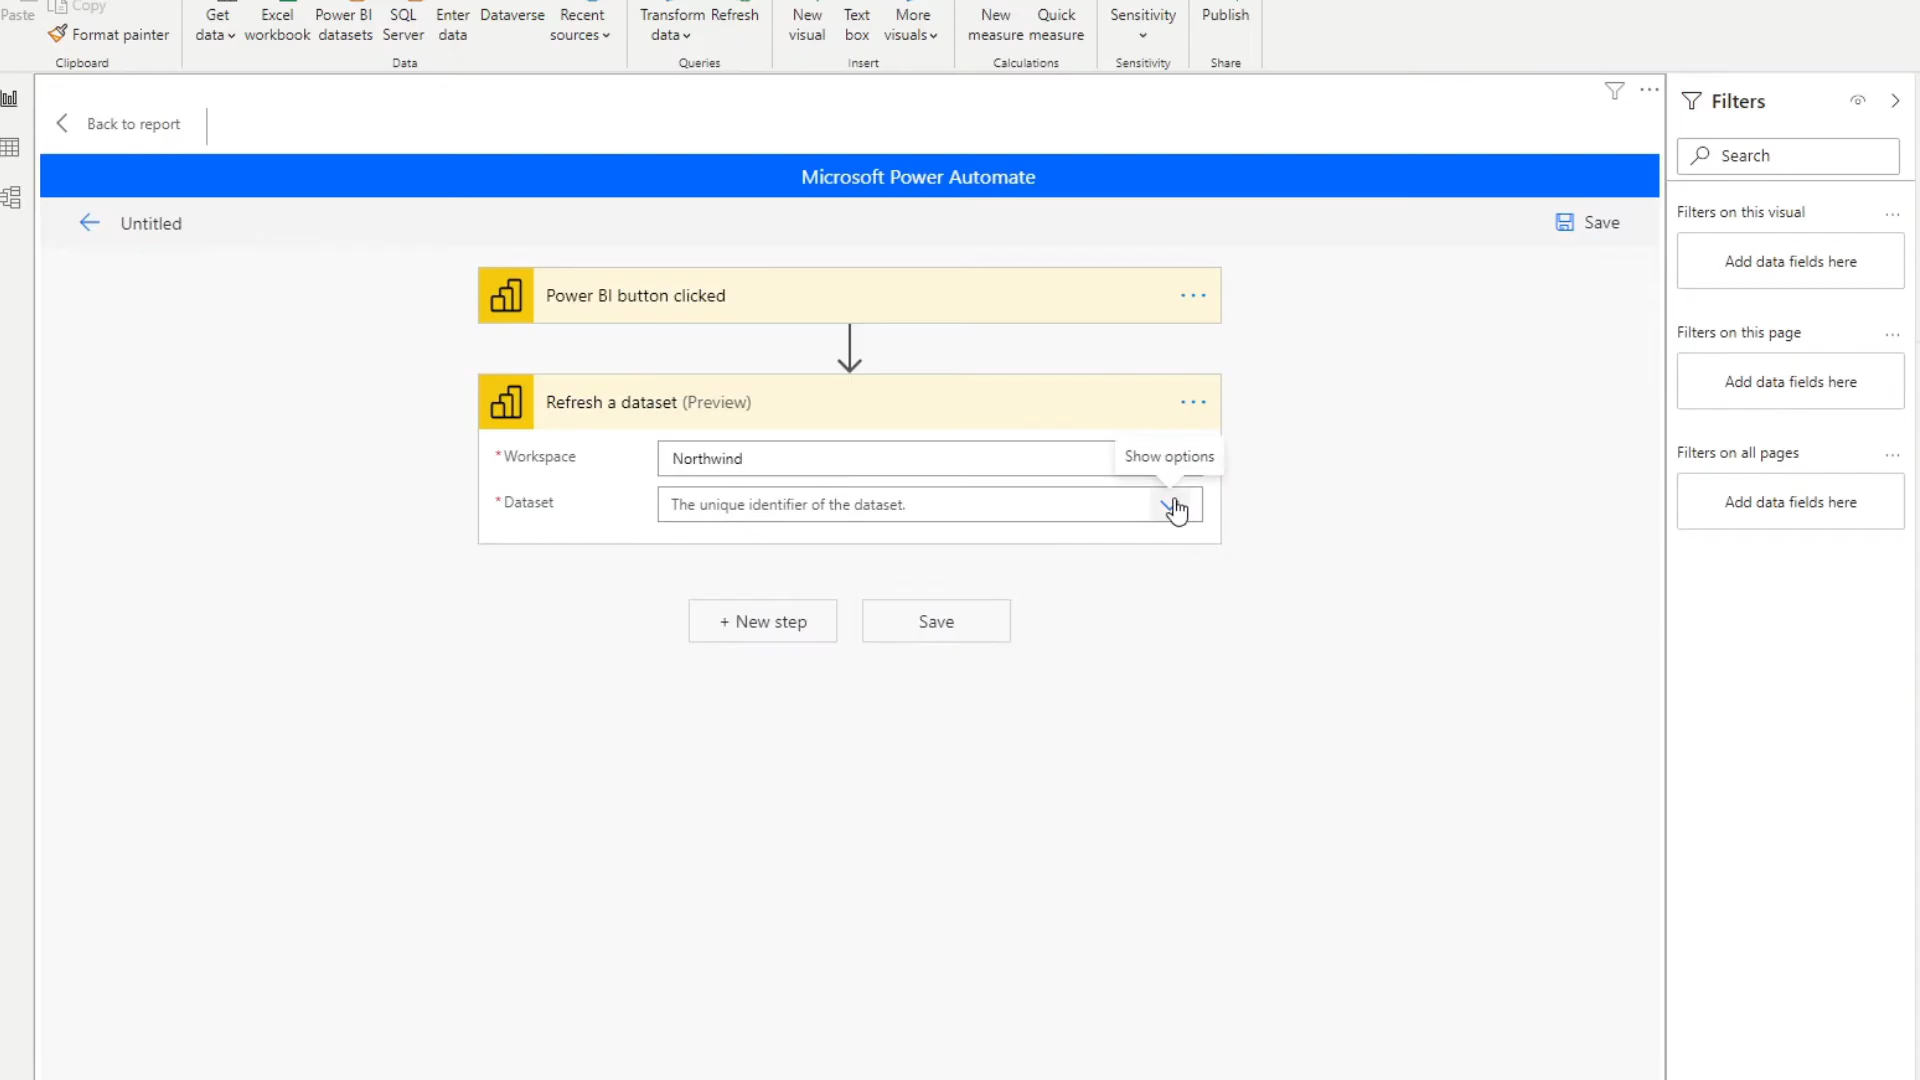 Paste
Copy
Format painter
Clipboard
Get data
Excel workbook
Power BI datasets
SQL Server
Enter data
Dataverse
Recent sources
Data
Transform data
Refresh
Queries
New visual
Text box
More visuals
Insert
New measure
Quick measure
Calculations
Sensitivity
Sensitivity
Publish
Share
Back to report
Microsoft Power Automate
Untitled
Save
Power BI button clicked
Refresh a dataset (Preview)
* Workspace
Northwind
Show options
* Dataset
The unique identifier of the dataset.
+ New step
Save
Filters
Search
Filters on this visual
Add data fields here
Filters on this page
Add data fields here
Filters on all pages
Add data fields here